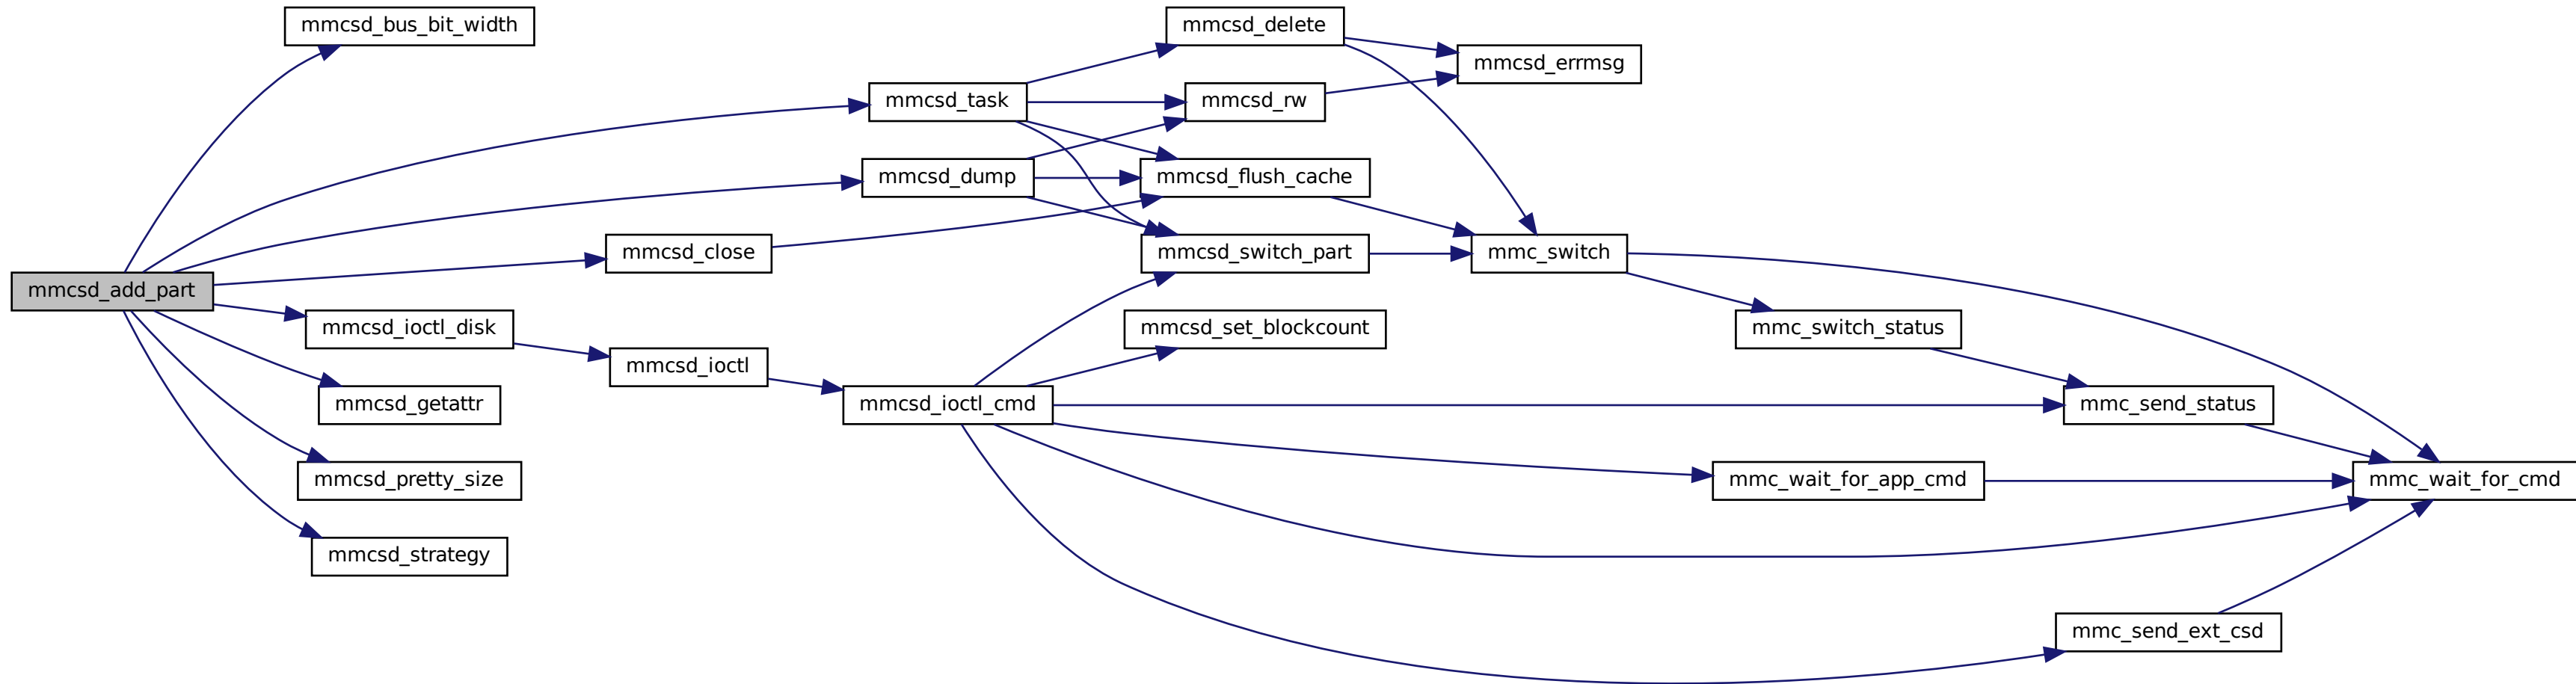 mmcsd_add_part
mmcsd_bus_bit_width
mmcsd_task
mmcsd_dump
mmcsd_close
mmcsd_ioctl_disk
mmcsd_getattr
mmcsd_pretty_size
mmcsd_strategy
mmcsd_ioctl
mmcsd_ioctl_cmd
mmcsd_delete
mmcsd_rw
mmcsd_flush_cache
mmcsd_switch_part
mmcsd_set_blockcount
mmcsd_errmsg
mmc_switch
mmc_switch_status
mmc_wait_for_app_cmd
mmc_send_status
mmc_send_ext_csd
mmc_wait_for_cmd